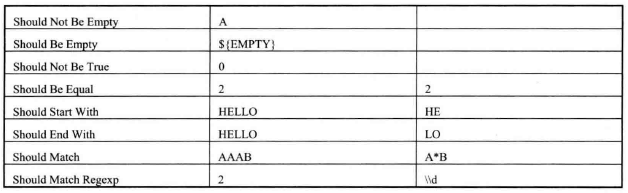 Should Not Be Empty A
Should Be Empty ${EMPTY}
Should Not Be True 0
Should Be Equal 2 2
Should Start With HELLO HE
Should End With HELLO LO
Should Match AAAB A*B
Should Match Regexp 2 \\d